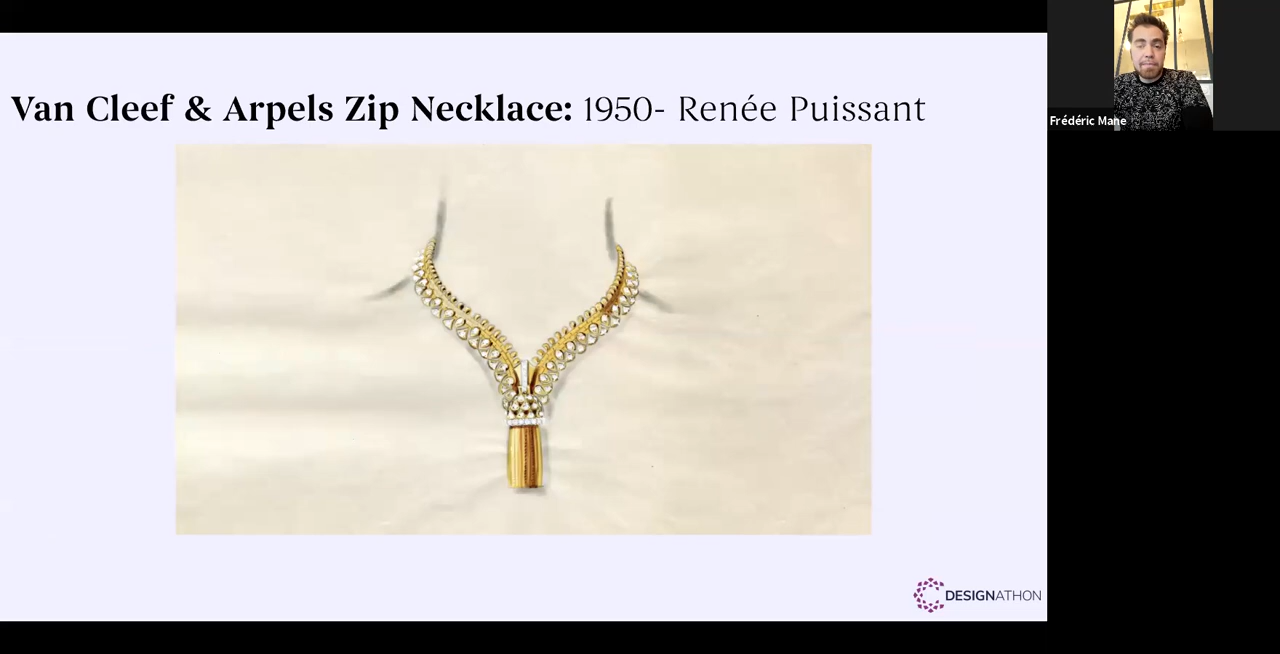 Van Cleef & Arpels Zip Necklace: 1950- Renée Puissant
Frédéric Mane
DESIGNATHON